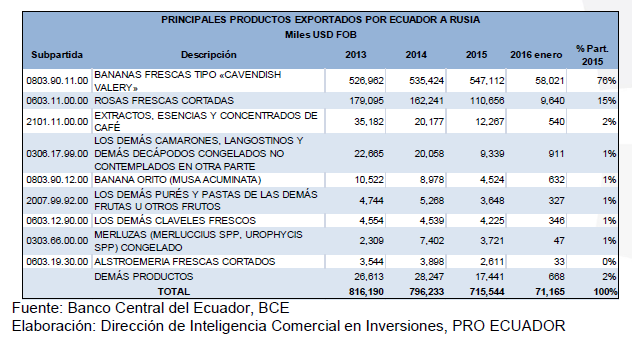 PRINCIPALES PRODUCTOS EXPORTADOS POR ECUADOR A RUSIA
Miles USD FOB
Subpartida Descripción 2013 2014 2015 2016 enero % Part. 2015
0803.90.11.00 BANANAS FRESCAS TIPO «CAVENDISH VALERY» 526,962 535,424 547,112 58,021 76%
0603.11.00.00 ROSAS FRESCAS CORTADAS 179,095 162,241 110,656 9,640 15%
2101.11.00.00 EXTRACTOS, ESENCIAS Y CONCENTRADOS DE CAFÉ 35,182 20,177 12,267 540 2%
0306.17.99.00 LOS DEMÁS CAMARONES, LANGOSTINOS Y DEMÁS DECÁPODOS CONGELADOS NO CONTEMPLADOS EN OTRA PARTE 22,665 20,058 9,339 911 1%
0803.90.12.00 BANANA ORITO (MUSA ACUMINATA) 10,522 8,978 4,524 632 1%
2007.99.92.00 LOS DEMÁS PURÉS Y PASTAS DE LAS DEMÁS FRUTAS U OTROS FRUTOS 4,744 5,268 3,648 327 1%
0603.12.90.00 LOS DEMÁS CLAVELES FRESCOS 4,554 4,539 4,225 346 1%
0303.66.00.00 MERLUZAS (MERLUCCIUS SPP, UROPHYCIS SPP) CONGELADO 2,309 7,402 3,721 47 1%
0603.19.30.00 ALSTROEMERIA FRESCAS CORTADOS 3,544 3,898 2,611 33 0%
DEMÁS PRODUCTOS 26,613 28,247 17,441 668 2%
TOTAL 816,190 796,233 715,544 71,165 100%
Fuente: Banco Central del Ecuador, BCE
Elaboración: Dirección de Inteligencia Comercial en Inversiones, PRO ECUADOR